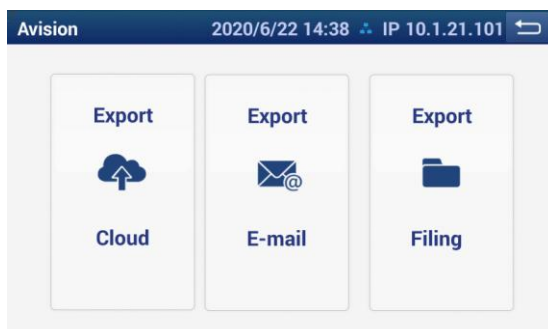 Avision 2020/6/22 14:38 IP 10.1.21.101
Export Export Export
@
Cloud E-mail Filing